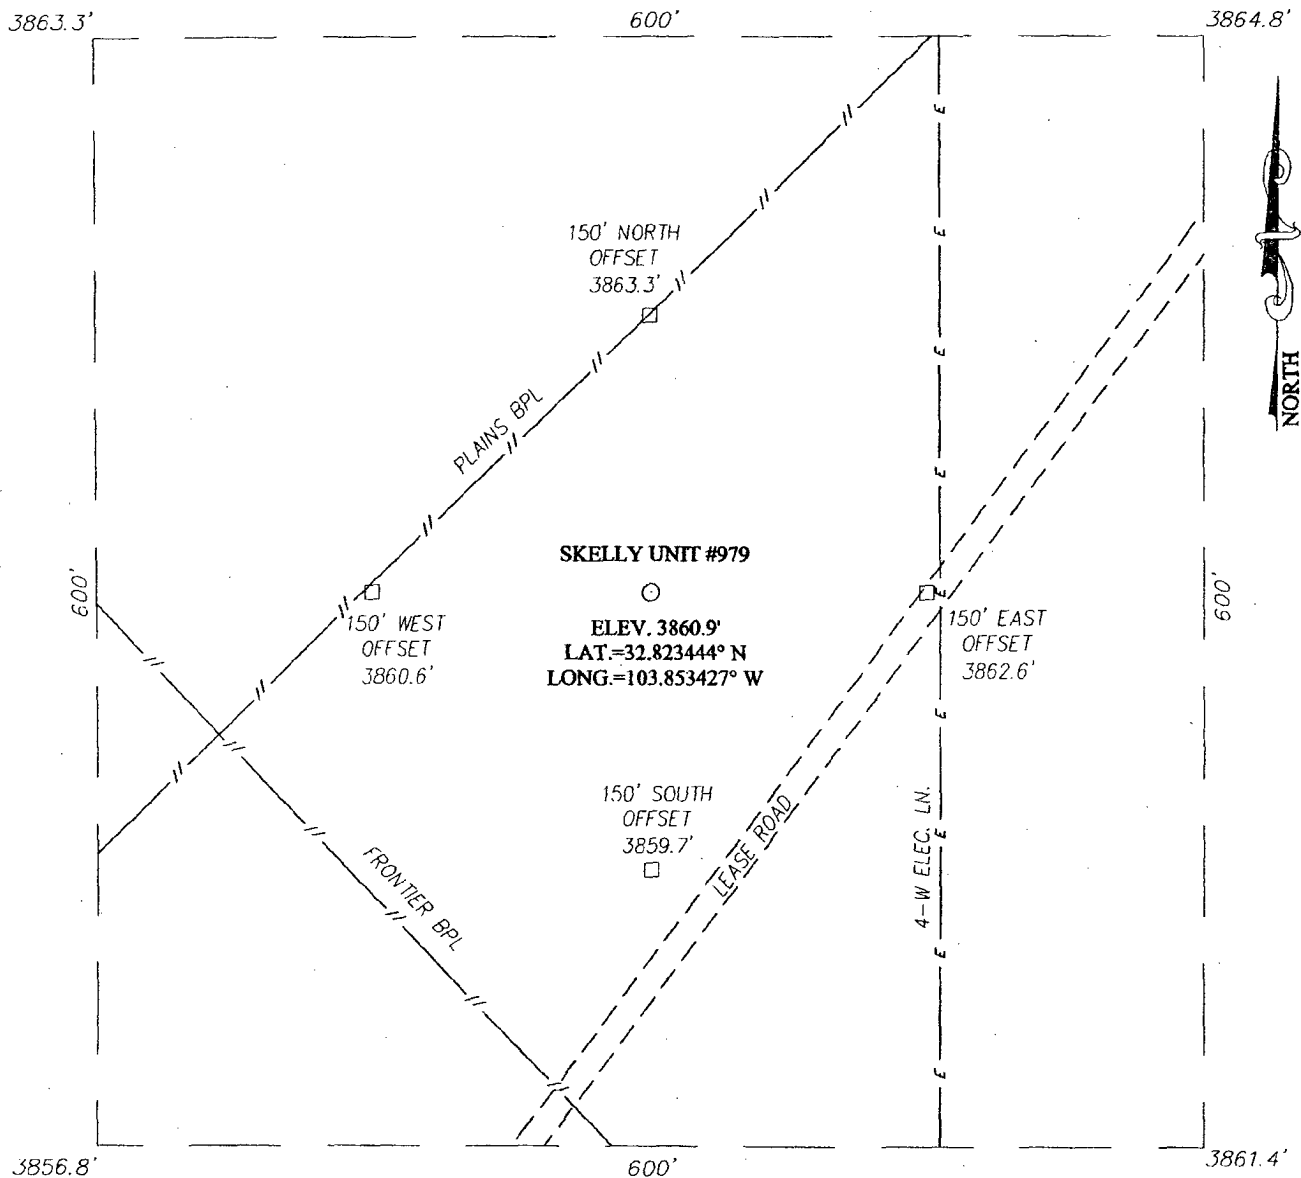 3863.3'
600'
3864.8'
NORTH
150' NORTH
OFFSET
3863.3'
PLAINS BPL
SKELLY UNIT #979
ELEV. 3860.9'
LAT.=32.823444° N
LONG.=103.853427° W
600'
150' WEST
OFFSET
3860.6'
150' EAST
OFFSET
3862.6'
600'
150' SOUTH
OFFSET
3859.7'
LEASE ROAD
4-W ELEC. LN.
FRONTIER BPL
E
E
E
E
E
E
E
E
E
3856.8'
600'
3861.4'